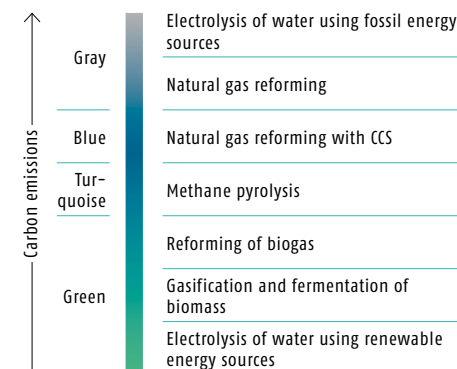 Carbon emissions
Gray
Electrolysis of water using fossil energy
sources
Natural gas reforming
Blue
Natural gas reforming with CCS
Tur-
quoise
Methane pyrolysis
Green
Reforming of biogas
Gasification and fermentation of
biomass
Electrolysis of water using renewable
energy sources